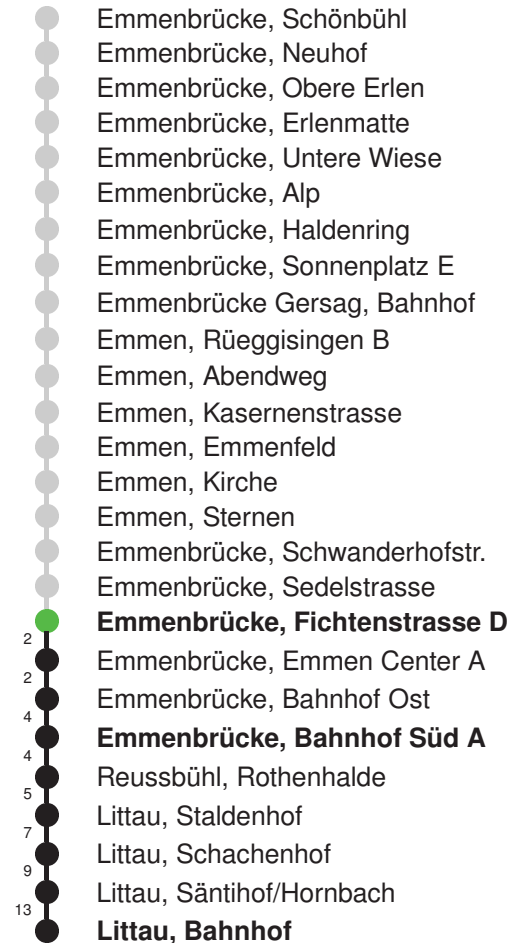 Emmenbrücke, Schönbühl
Emmenbrücke, Neuhof
Emmenbrücke, Obere Erlen
Emmenbrücke, Erlenmatte
Emmenbrücke, Untere Wiese
Emmenbrücke, Alp
Emmenbrücke, Haldenring
Emmenbrücke, Sonnenplatz E
Emmenbrücke Gersag, Bahnhof
Emmen, Rüeggisingen B
Emmen, Abendweg
Emmen, Kasernenstrasse
Emmen, Emmenfeld
Emmen, Kirche
Emmen, Sternen
Emmenbrücke, Schwanderhofstr.
Emmenbrücke, Sedelstrasse
Emmenbrücke, Fichtenstrasse D
2
Emmenbrücke, Emmen Center A
2
Emmenbrücke, Bahnhof Ost
4
Emmenbrücke, Bahnhof Süd A
4
Reussbühl, Rothenhalde
5
Littau, Staldenhof
7
Littau, Schachenhof
9
Littau, Säntihof/Hornbach
13
Littau, Bahnhof